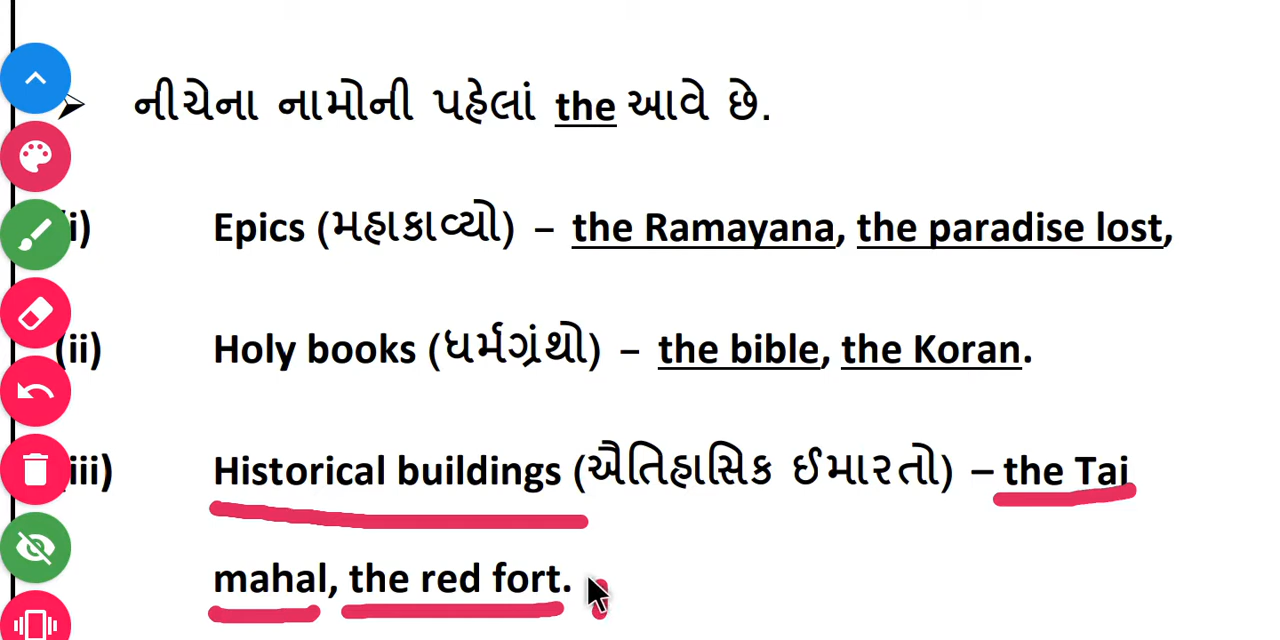 ➤ નીચેના નામોની પહેલાં the આવે છે.
(i) Epics (મહાકાવ્યો) – the Ramayana, the paradise lost,
(ii) Holy books (ધર્મગ્રંથો) – the bible, the Koran.
(iii) Historical buildings (ઐતિહાસિક ઈમારતો) – the Taj
mahal, the red fort.